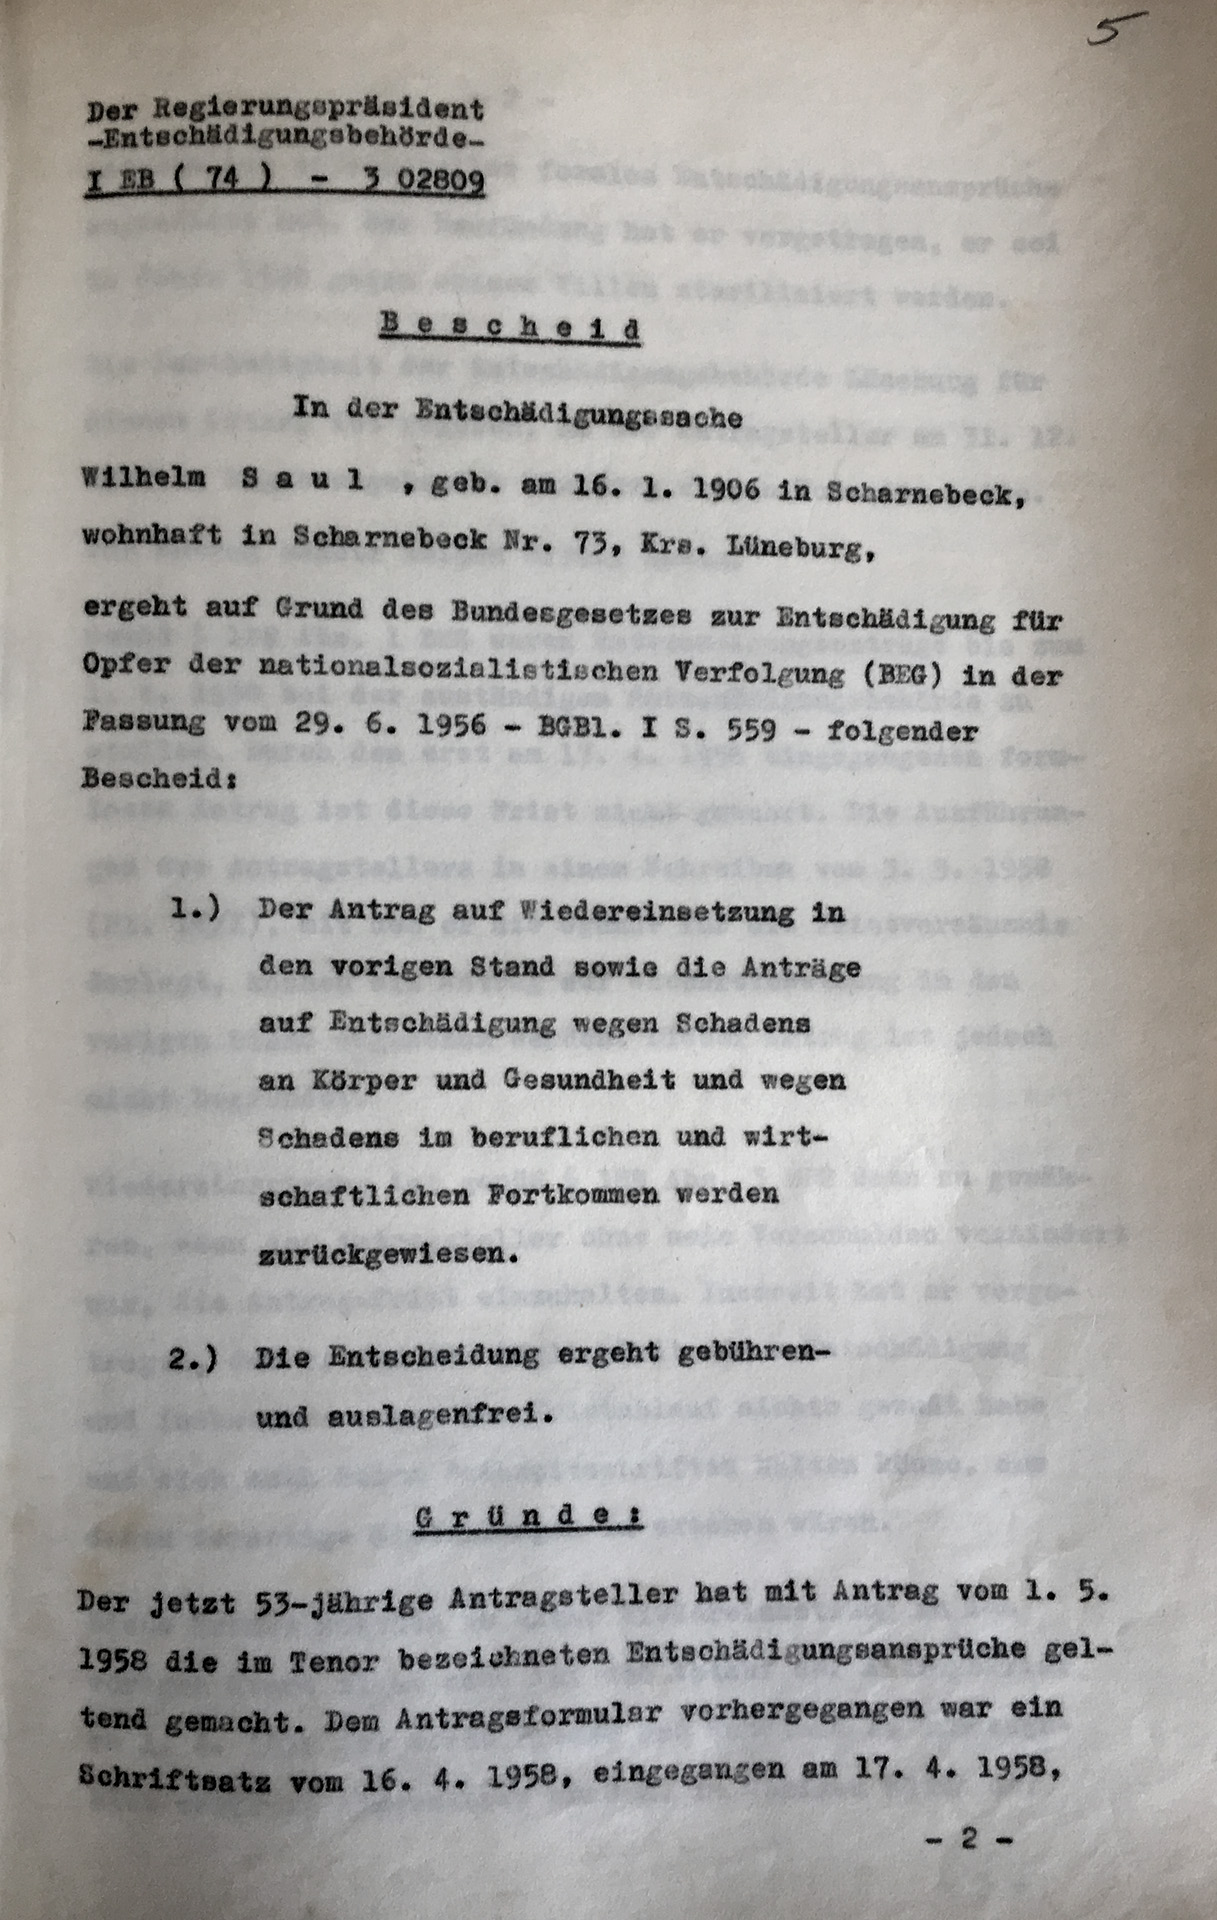 5
Der Regierungspräsident
-Entschädigungsbehörde-
I EB ( 74 ) - 3 02809
B e s c h e i d
In der Entschädigungssache
Wilhelm S a u l , geb. am 16. 1. 1906 in Scharnebeck,
wohnhaft in Scharnebeck Nr. 73, Krs. Lüneburg,
ergeht auf Grund des Bundesgesetzes zur Entschädigung für
Opfer der nationalsozialistischen Verfolgung (BEG) in der
Fassung vom 29. 6. 1956 - BGBl. I S. 559 - folgender
Bescheid:
1.) Der Antrag auf Wiedereinsetzung in
den vorigen Stand sowie die Anträge
auf Entschädigung wegen Schadens
an Körper und Gesundheit und wegen
Schadens im beruflichen und wirt-
schaftlichen Fortkommen werden
zurückgewiesen.
2.) Die Entscheidung ergeht gebühren-
und auslagenfrei.
G r ü n d e :
Der jetzt 53-jährige Antragsteller hat mit Antrag vom 1. 5.
1958 die im Tenor bezeichneten Entschädigungsansprüche gel-
tend gemacht. Dem Antragsformular vorhergegangen war ein
Schriftsatz vom 16. 4. 1958, eingegangen am 17. 4. 1958,
- 2 -